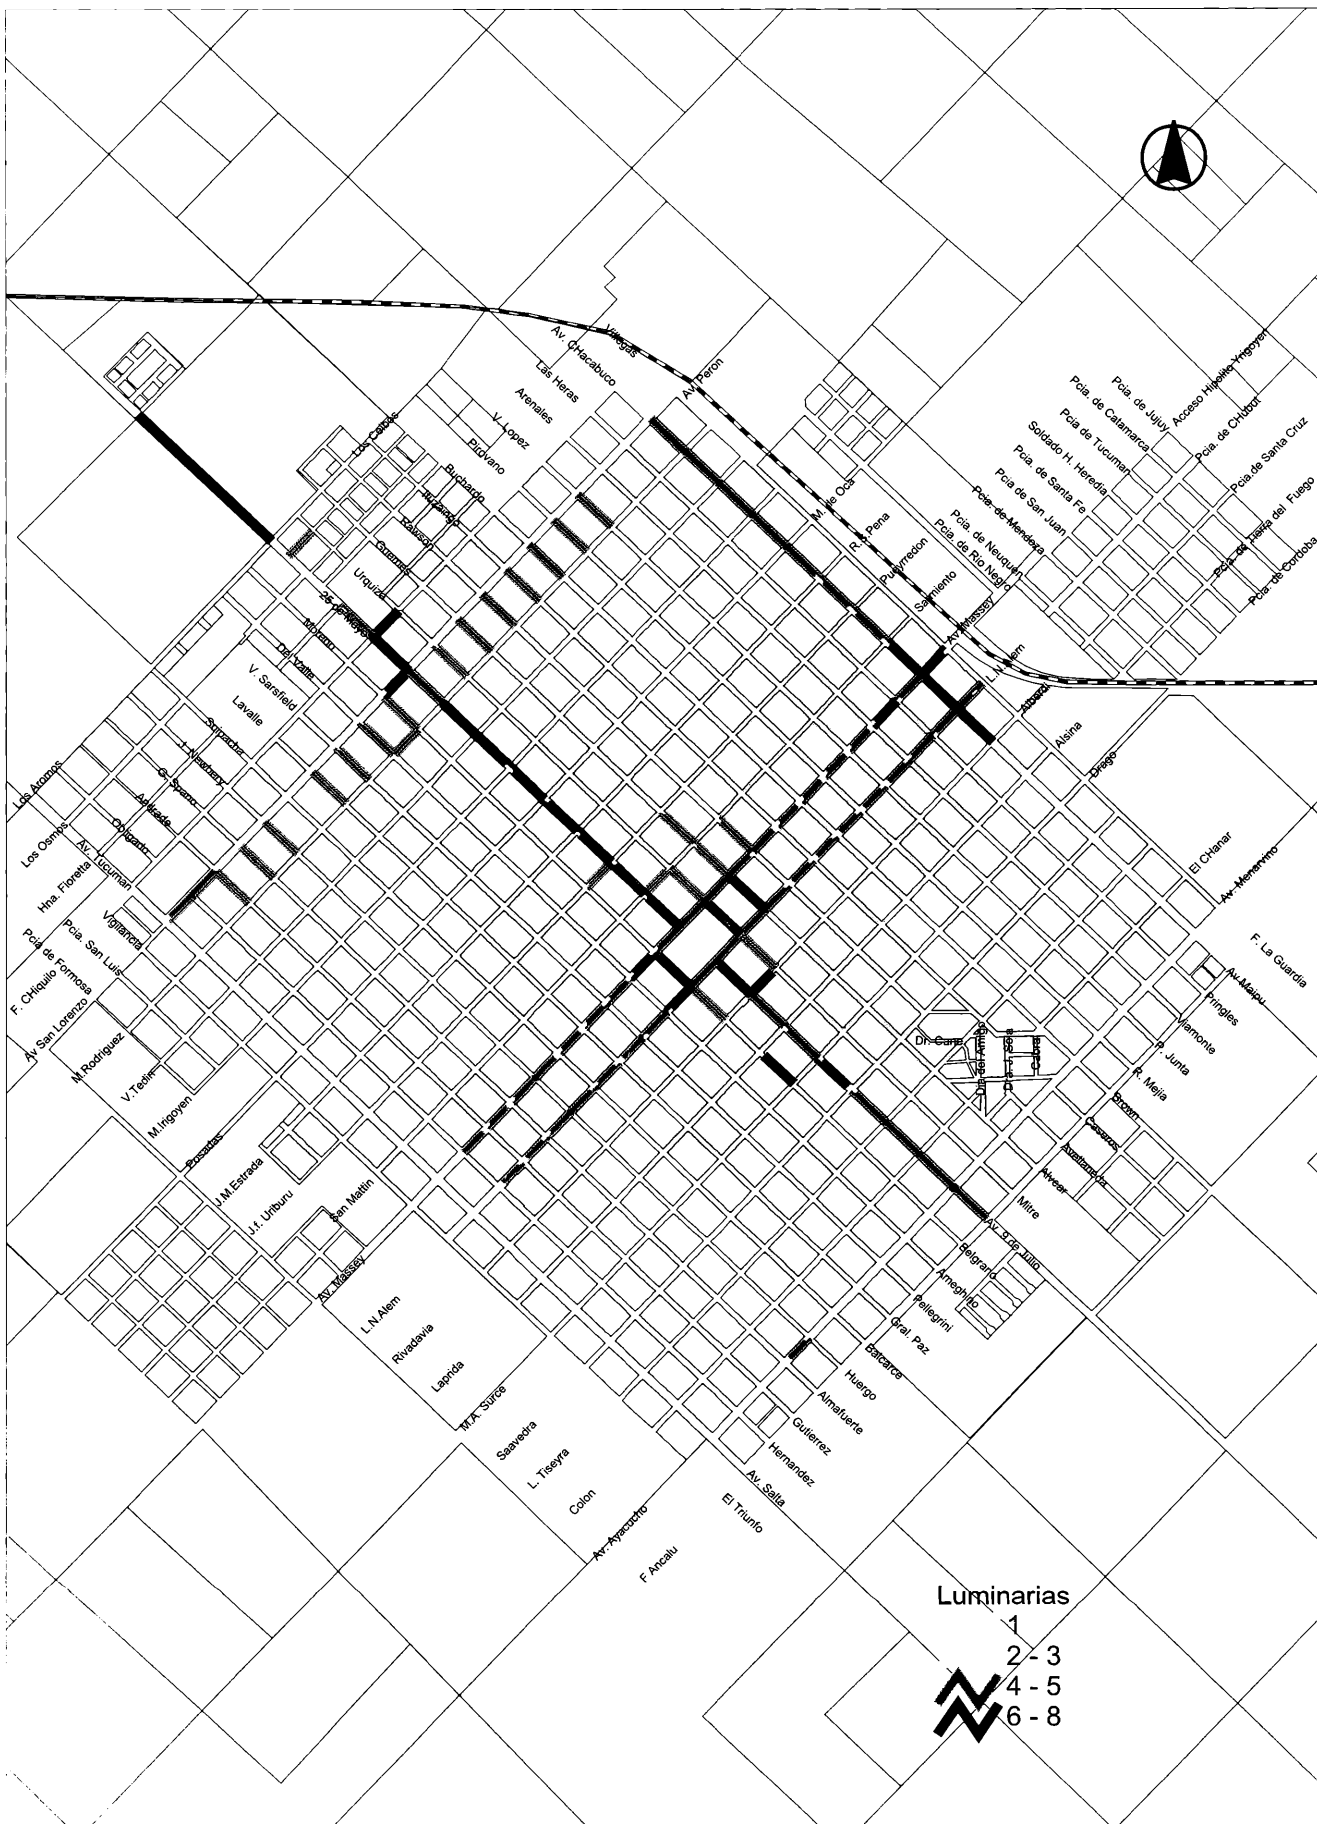 Villegas
Av. CHacabuco
Las Heras
Av. Peron
Arenales
V. Lopez
Pirovano
Los Ceibos
Buchardo
Ituzaingo
Rawson
Guemes
Urquiza
25 de Mayo
Moreno
Del Valle
V. Sarsfield
Lavalle
Suipacha
J. Newbery
G. Spano
Andrade
Obligado
Av. Tucuman
Los Aromos
Los Osmos
Hna. Fioretta
Vigilancia
Pcia. San Luis
Pcia de Formosa
F. CHiquilo
Av San Lorenzo
M.Rodriguez
V.Tedin
M.Irigoyen
Posadas
J.M.Estrada
J.f. Uriburu
San Mattin
Av. Massey
L.N.Alem
Rivadavia
Laprida
M.A. Surce
Saavedra
L. Tiseyra
Colon
Av. Ayacucho
F Ancalu
El Triunfo
Av. Salta
Hernandez
Gutierrez
Almafuerte
Huergo
Balcarce
Gral. Paz
Pellegrini
Ameghino
Belgrano
Av. 9 de Julio
Mitre
Alvear
Avellaneda
Caseros
Brown
R. Mejia
P. Junta
Viamonte
Pringles
Av.Maipu
F. La Guardia
Av. Menarvino
El CHanar
Drago
Alsina
Alberdi
L.N.Alem
Av. Massey
Sarmiento
Pueyrredon
R.S.Pena
M. de Oca
Pcia. de Rio Negro
Pcia. de Neuquen
Pcia. de Mendoza
Pcia de San Juan
Pcia. de Santa Fe
Soldado H. Heredia
Pcia de Tucuman
Pcia. de Catamarca
Pcia. de Jujuy
Acceso Hipolito Yrigoyen
Pcia. de CHubut
Pcia.de Santa Cruz
Pcia. de Tierra del Fuego
Pcia. de Cordoba
Luminarias
1
2 - 3
4 - 5
6 - 8